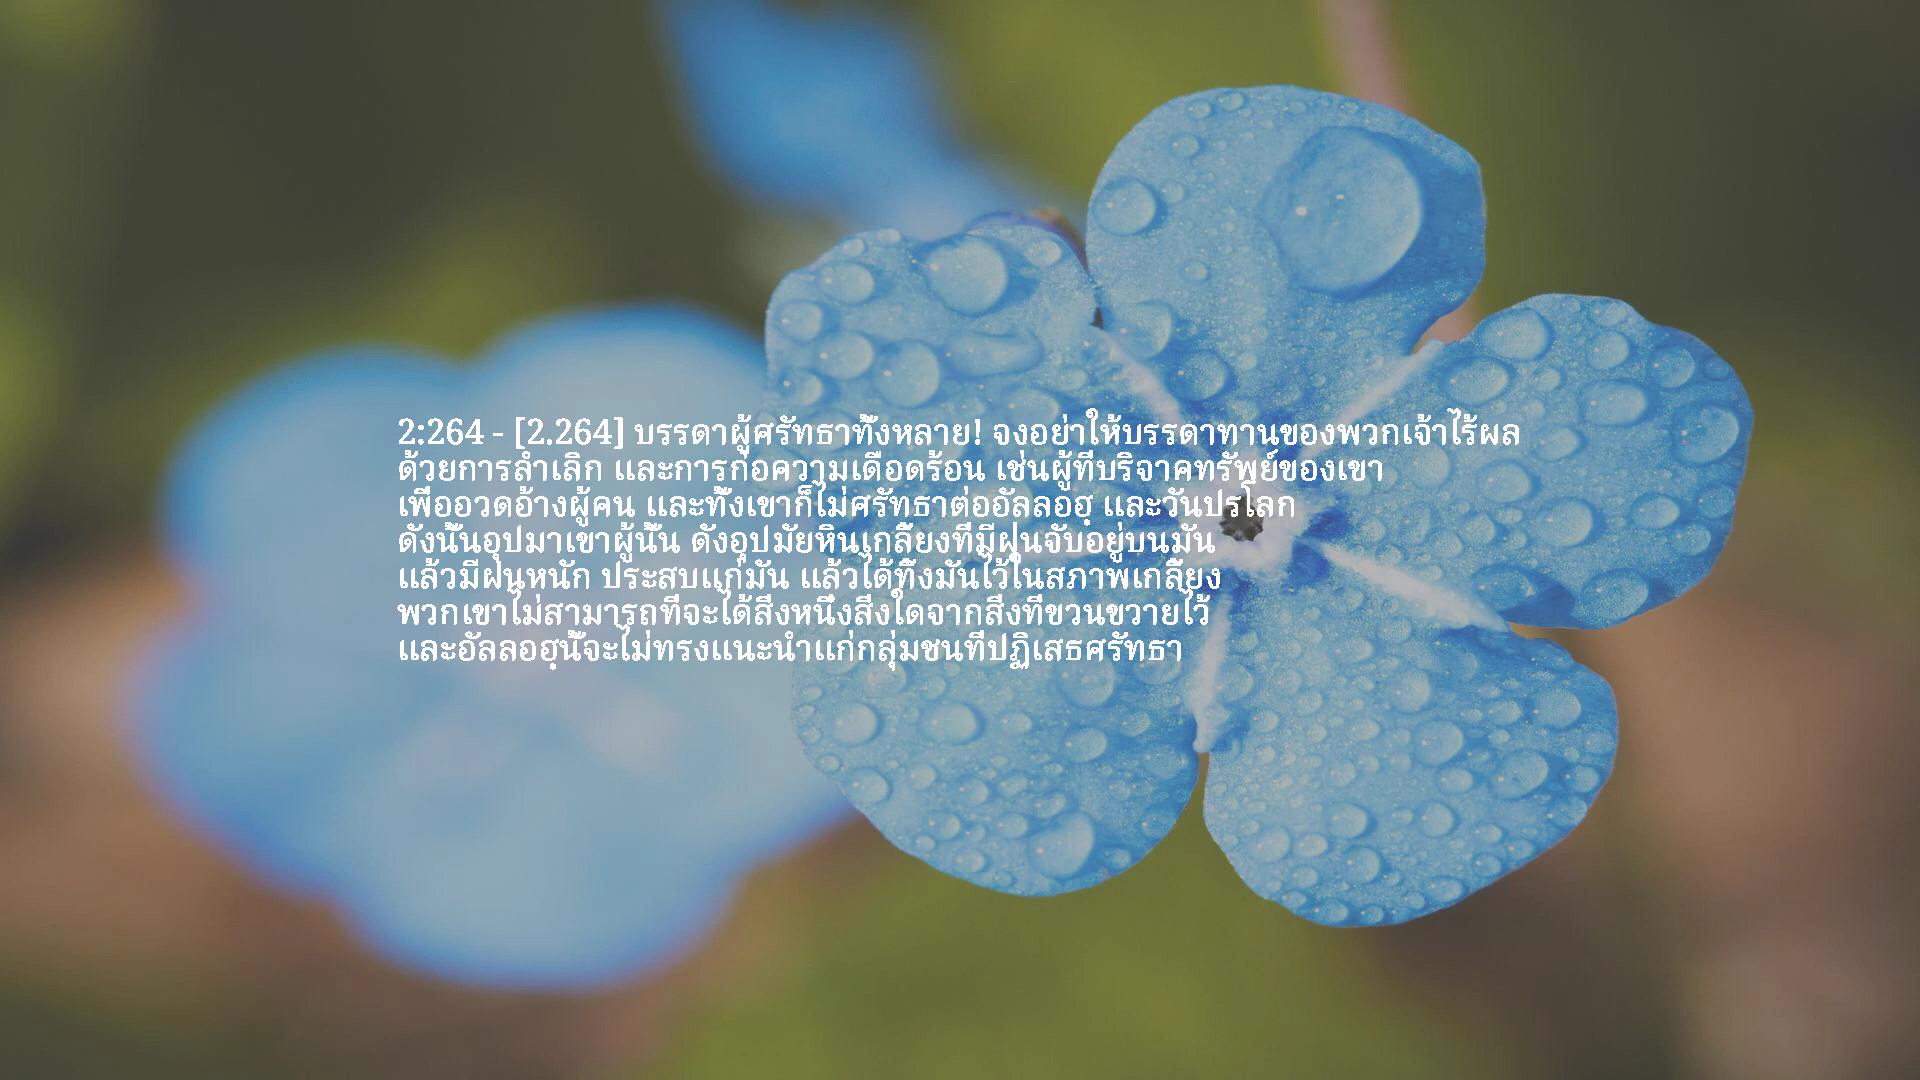 2:264 - [2.264] บรรดาผู้ศรัทธาทั้งหลาย! จงอย่าให้บรรดาทานของพวกเจ้าไร้ผล
ด้วยการลำเลิก และการก่อความเดือดร้อน เช่นผู้ที่บริจาคทรัพย์ของเขา
เพื่ออวดอ้างผู้คน และทั้งเขาก็ไม่ศรัทธาต่ออัลลอฮฺ และวันปรโลก
ดังนั้นอุปมาเขาผู้นั้น ดังอุปมัยหินเกลี้ยงที่มีฝุ่นจับอยู่บนมัน
แล้วมีฝนหนัก ประสบแก่มัน แล้วได้ทิ้งมันไว้ในสภาพเกลี้ยง
พวกเขาไม่สามารถที่จะได้สิ่งหนึ่งสิ่งใดจากสิ่งที่ขวนขวายไว้
และอัลลอฮฺนั้จะไม่ทรงแนะนำแก่กลุ่มชนที่ปฏิเสธศรัทธา